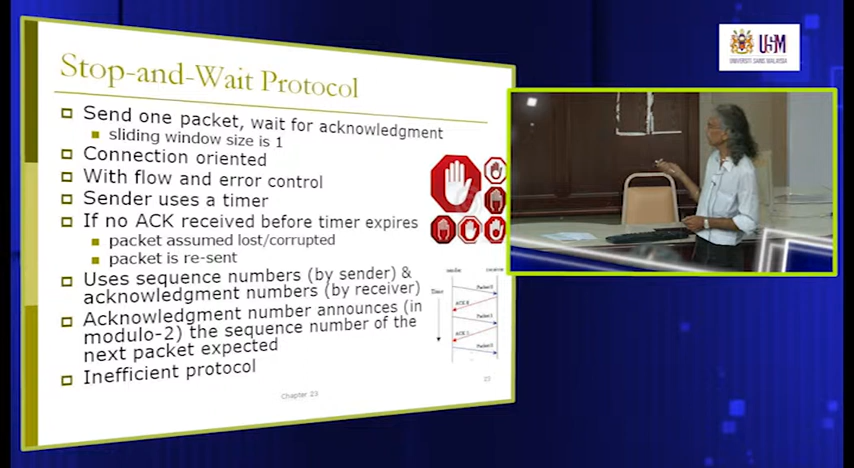 Stop-and-Wait Protocol
Send one packet, wait for acknowledgment
sliding window size is 1
Connection oriented
With flow and error control
Sender uses a timer
If no ACK received before timer expires
packet assumed lost/corrupted
packet is re-sent
Uses sequence numbers (by sender) &
acknowledgment numbers (by receiver)
Acknowledgment number announces (in
modulo-2) the sequence number of the
next packet expected
Inefficient protocol
Chapter 23
23
Time
USM
UNIVERSITI SAINS MALAYSIA